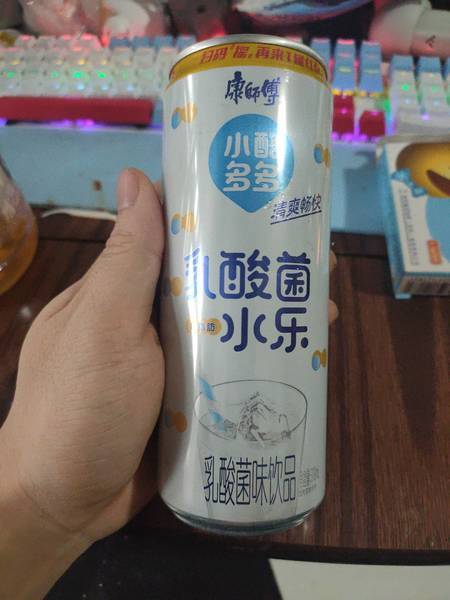 康師傅
小酪
多多
清爽畅快
乳酸菌
小乐
乳酸菌味饮品